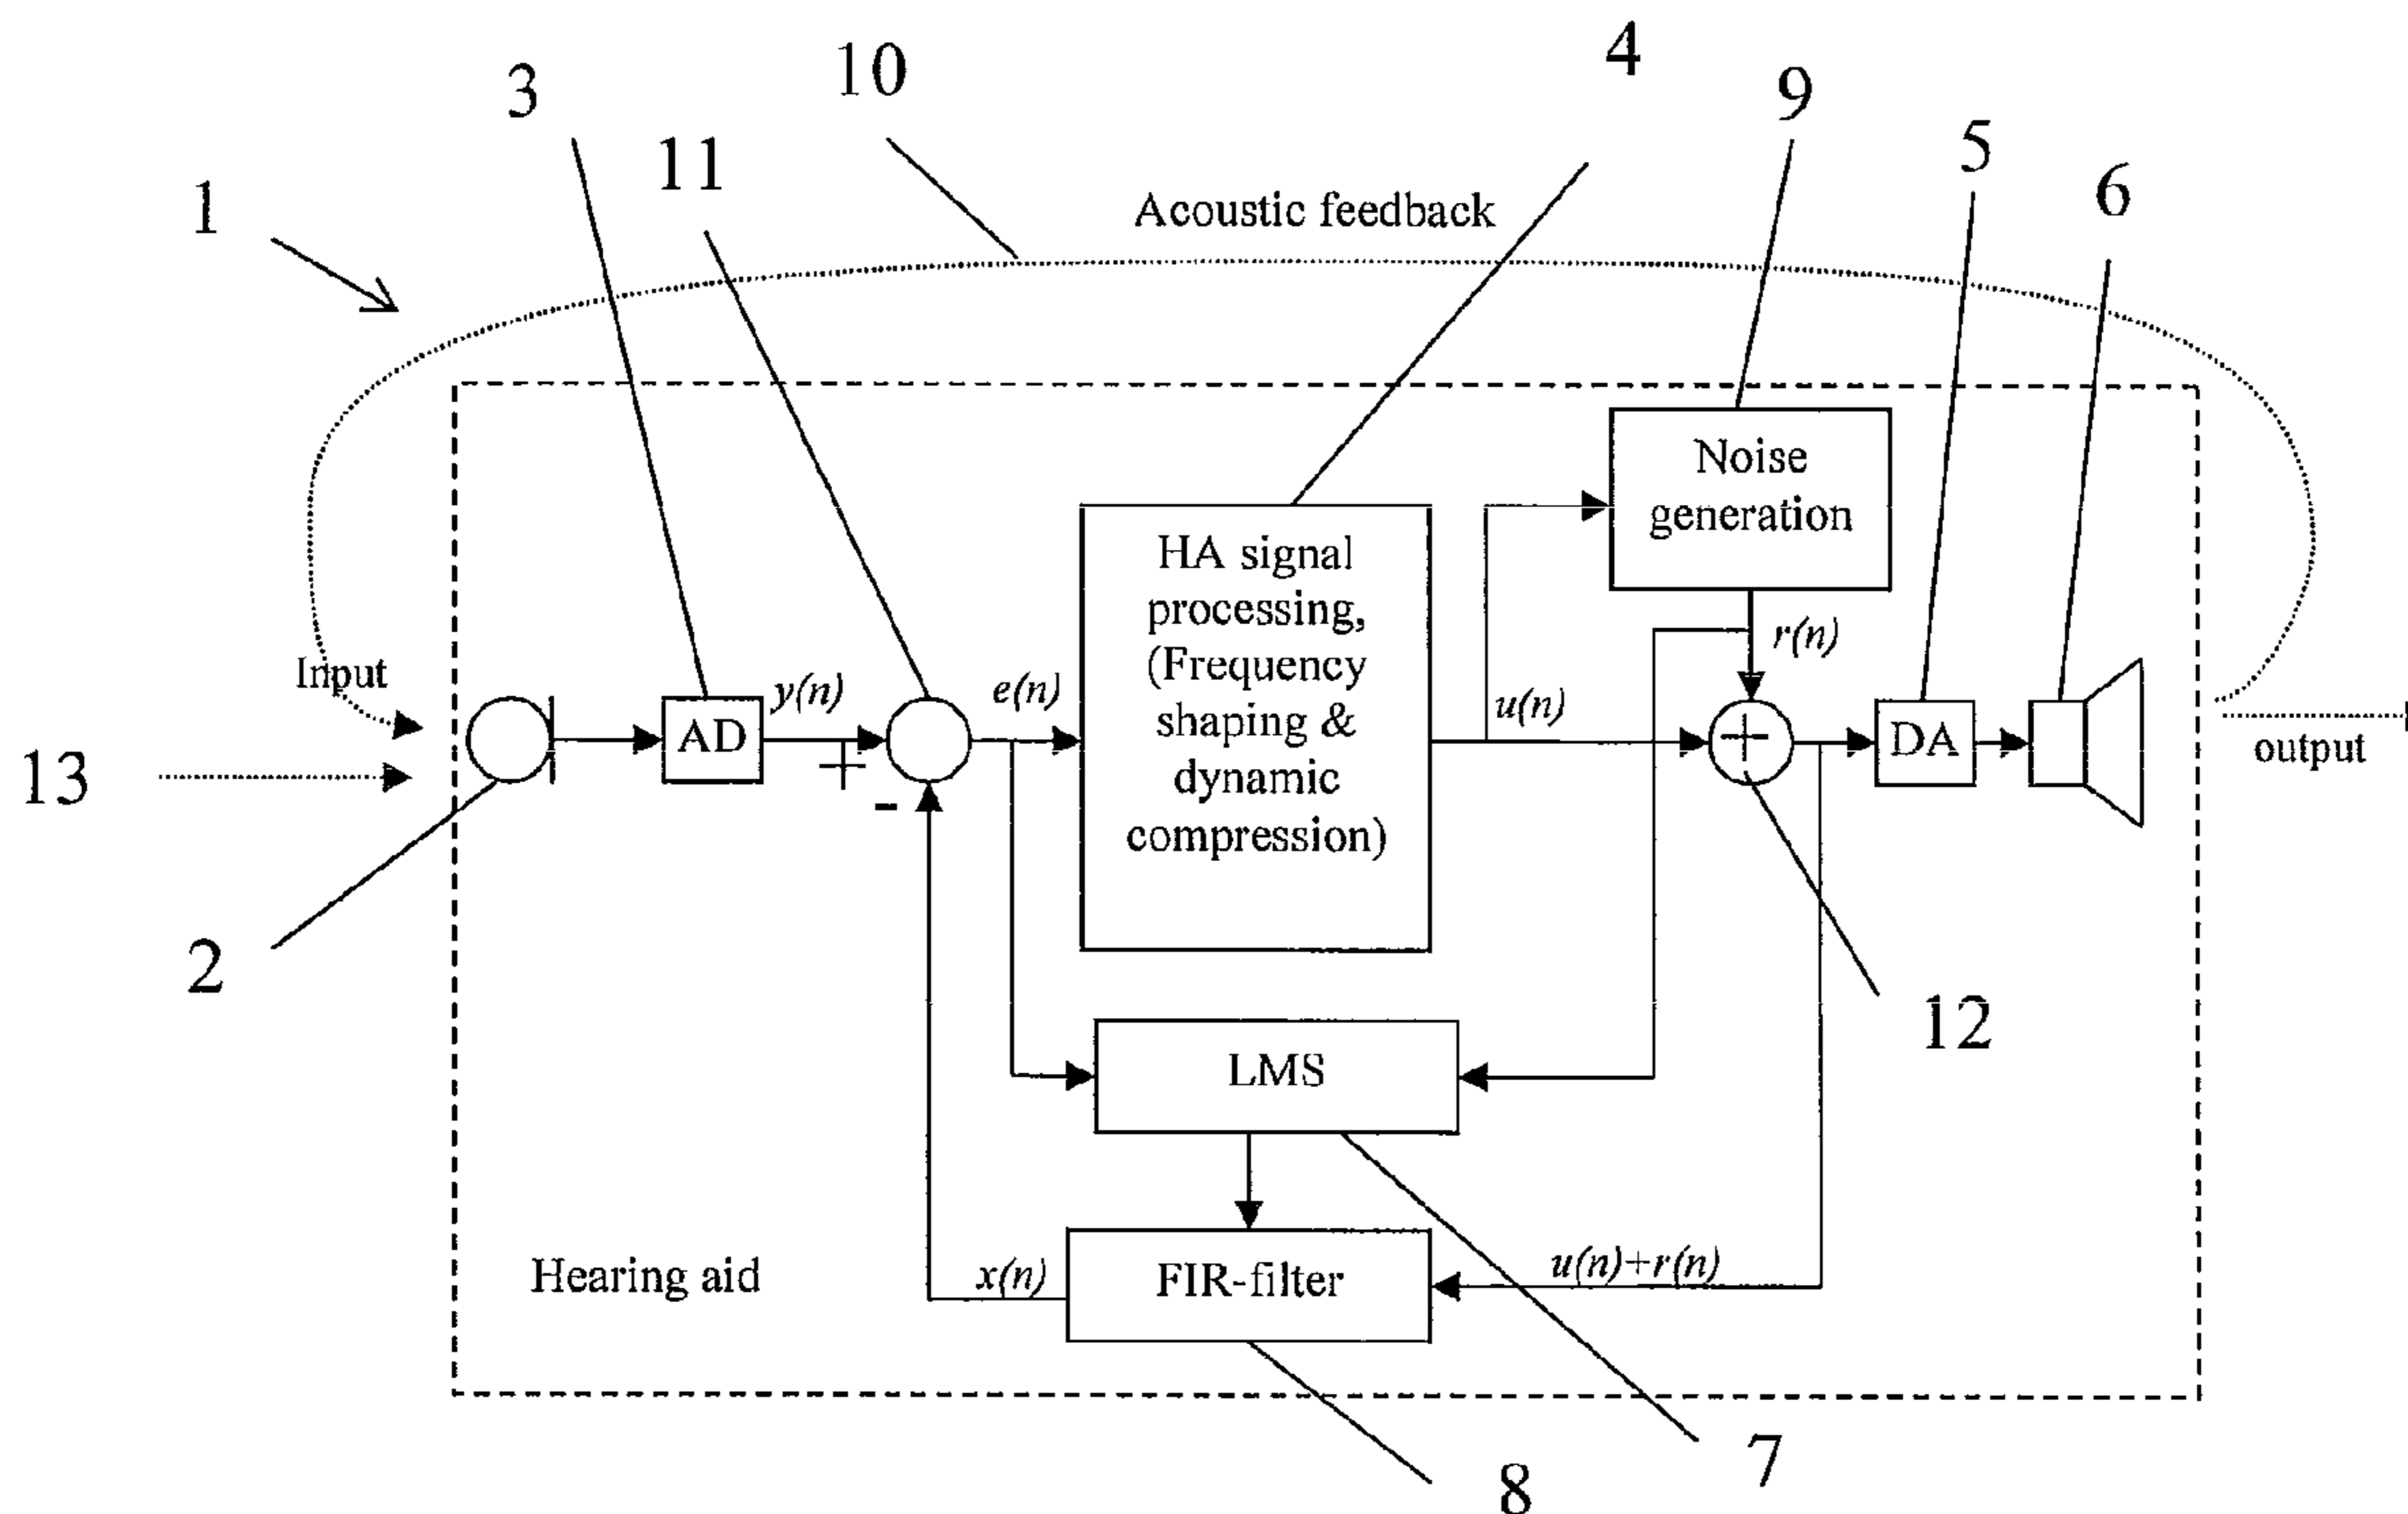 4
10
9
3
5
11
6
1
Acoustic feedback
Noise
generation
HA signal
processing,
(Frequency
shaping &
dynamic
compression)
r(n)
Input
y(n)
e(n)
u(n)
AD
+
-
+
DA
output
13
2
12
LMS
Hearing aid
x(n)
FIR-filter
u(n)+r(n)
7
8